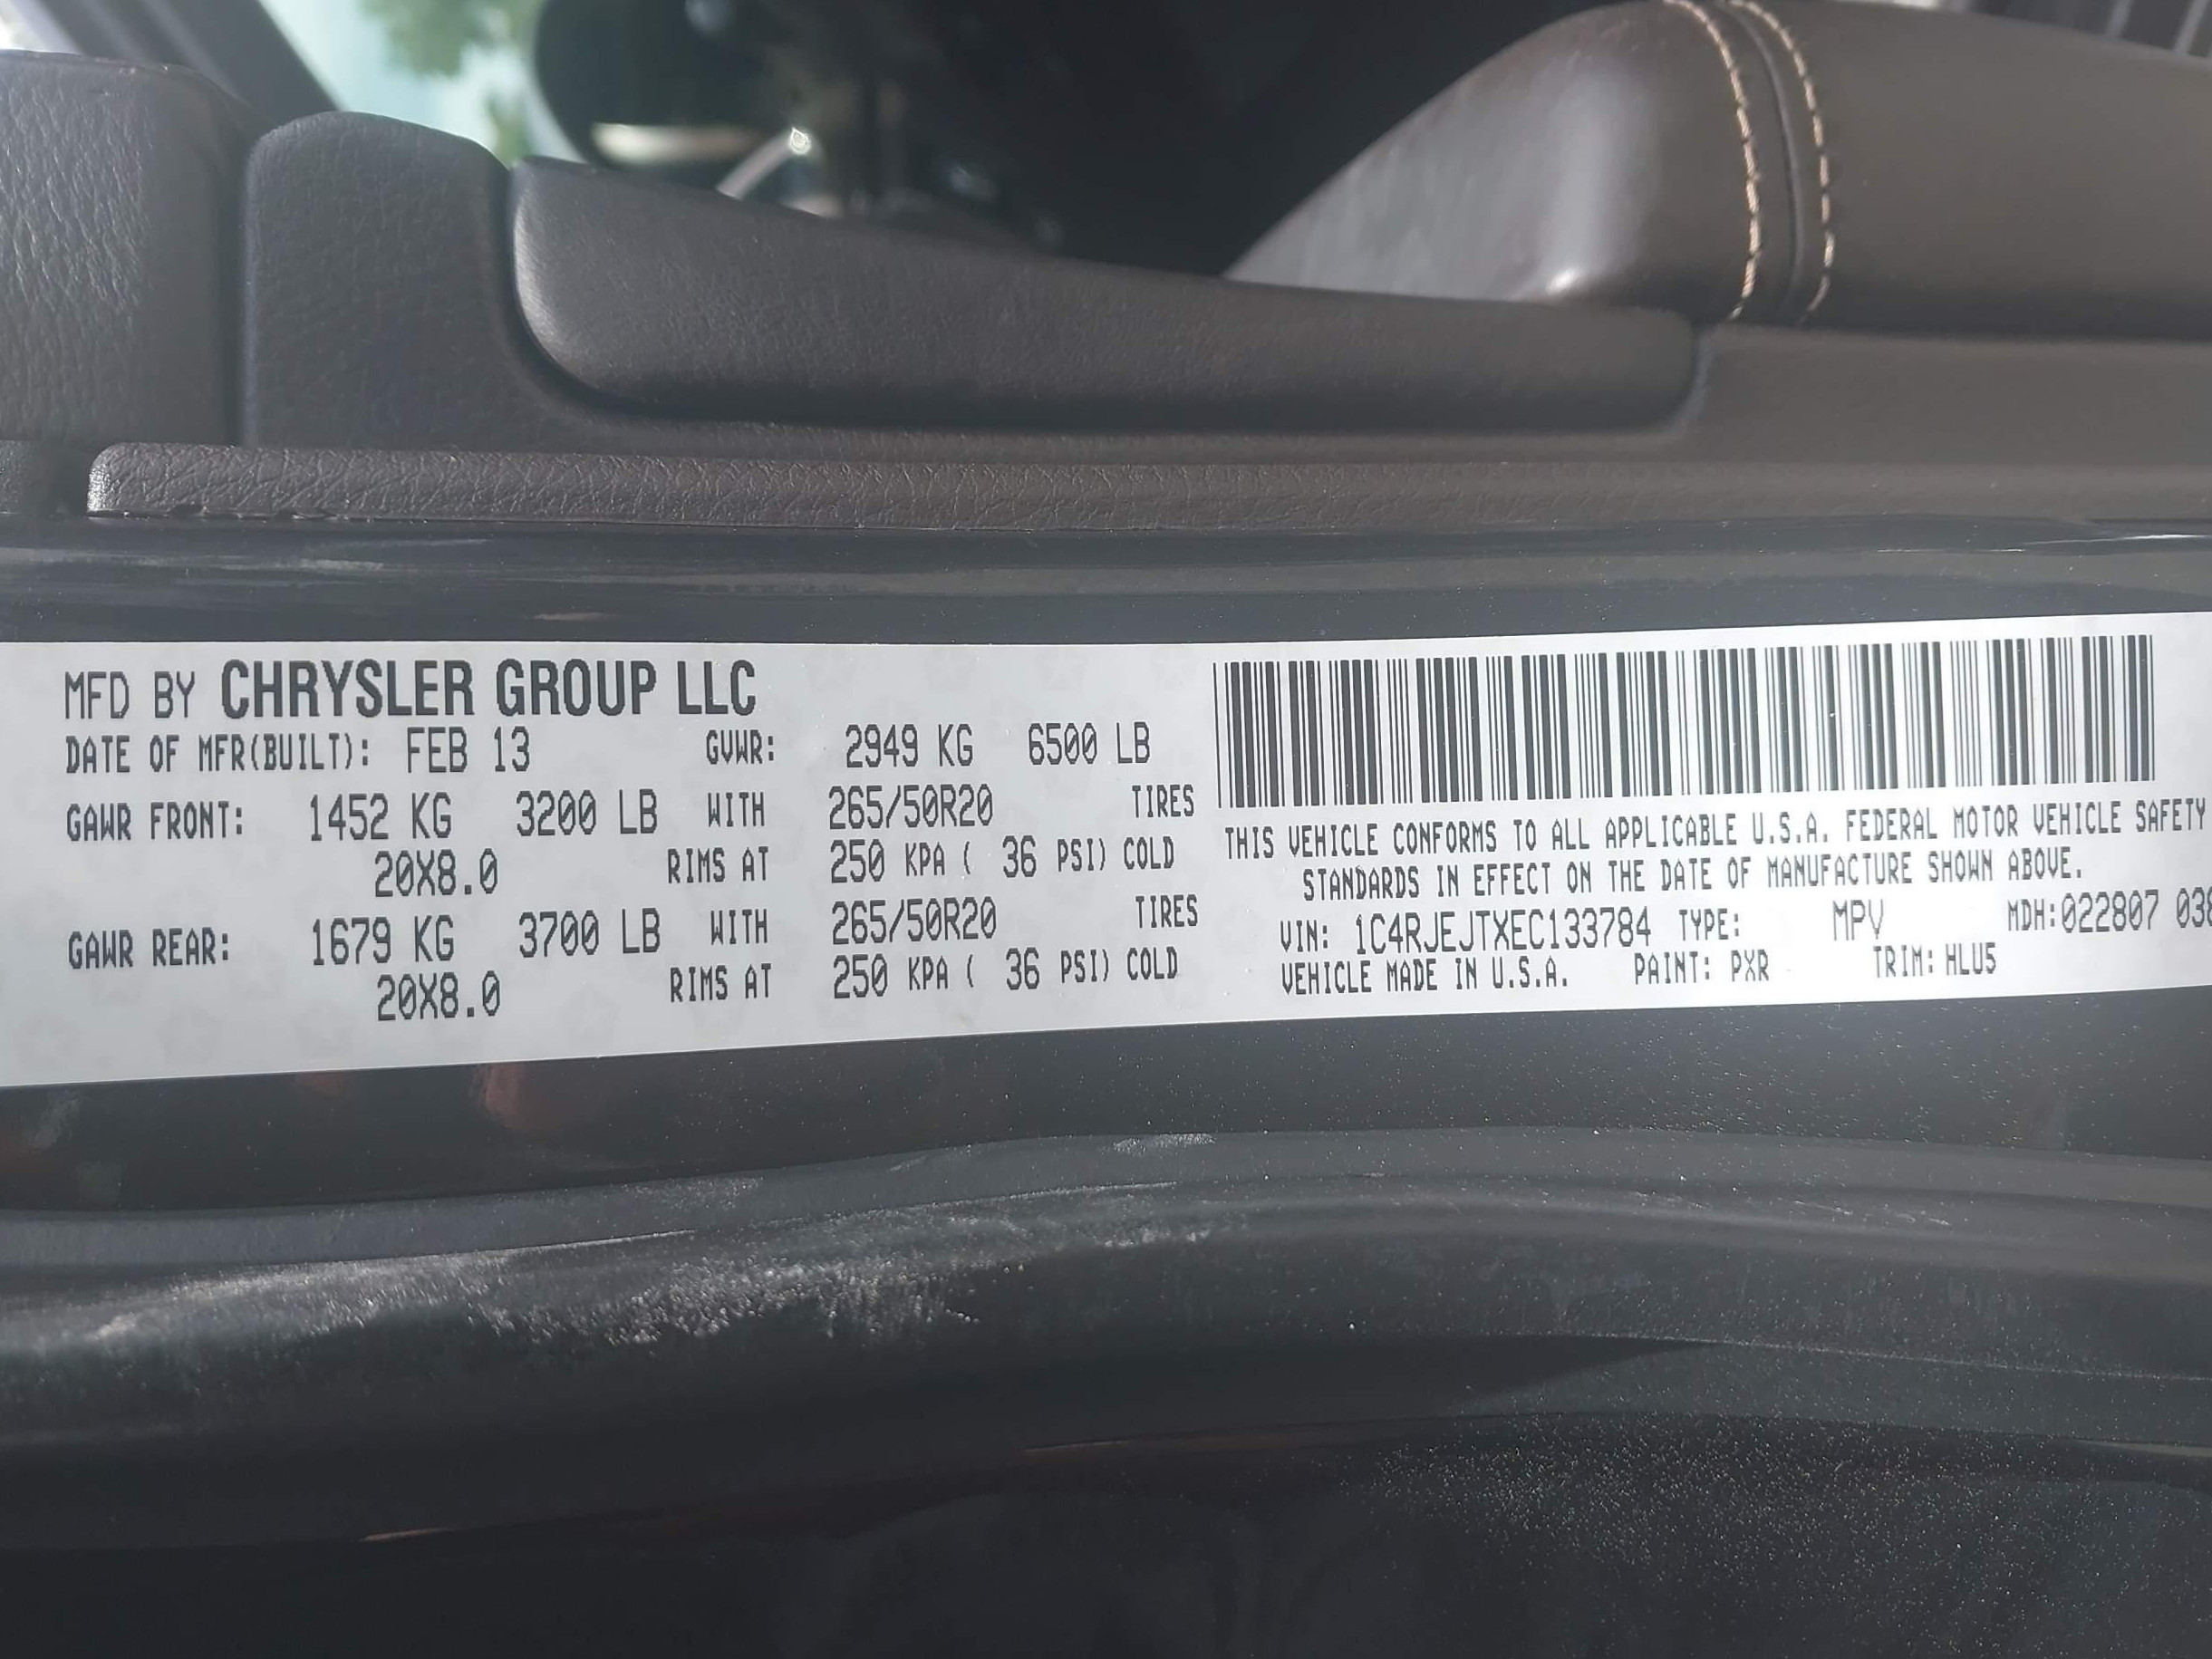 MFD BY CHRYSLER GROUP LLC
DATE OF MFR(BUILT): FEB 13 GVWR: 2949 KG 6500 LB
GAWR FRONT: 1452 KG 3200 LB WITH 265/50R20 TIRES
20X8.0 RIMS AT 250 KPA ( 36 PSI) COLD
GAWR REAR: 1679 KG 3700 LB WITH 265/50R20 TIRES
20X8.0 RIMS AT 250 KPA ( 36 PSI) COLD
THIS VEHICLE CONFORMS TO ALL APPLICABLE U.S.A. FEDERAL MOTOR VEHICLE SAFETY
STANDARDS IN EFFECT ON THE DATE OF MANUFACTURE SHOWN ABOVE.
VIN: 1C4RJEJTXEC133784 TYPE: MPV MDH:022807
VEHICLE MADE IN U.S.A. PAINT: PXR TRIM: HLU5